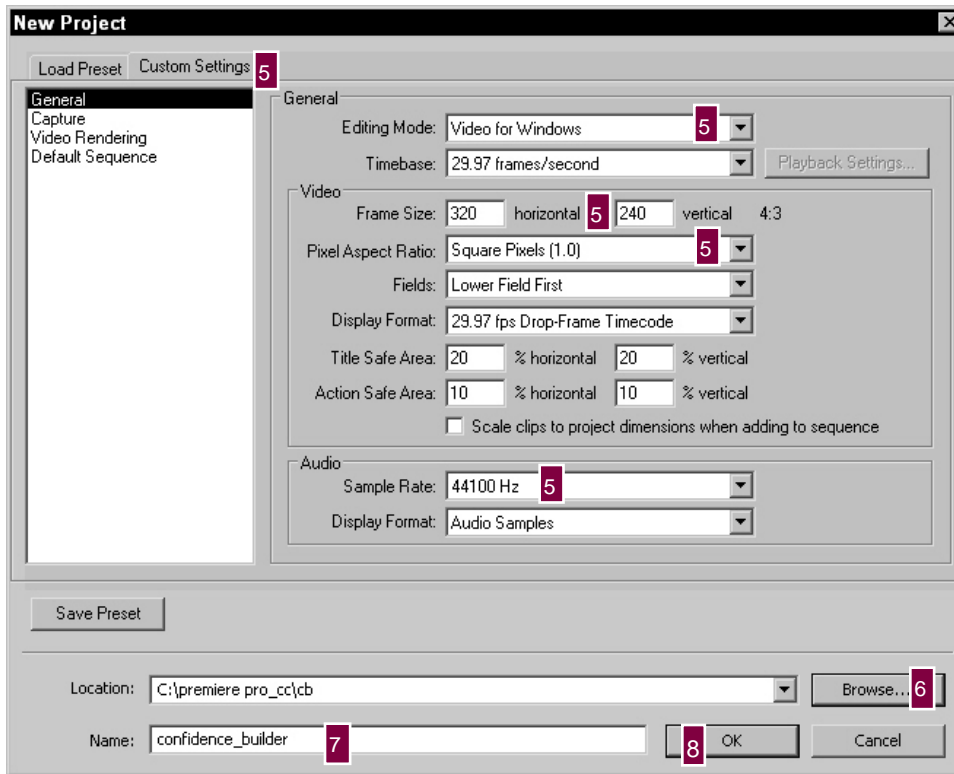 New Project
Load Preset Custom Settings 5
General
Capture
Video Rendering
Default Sequence
General
Editing Mode: Video for Windows 5
Timebase: 29.97 frames/second Playback Settings...
Video
Frame Size: 320 horizontal 5 240 vertical 4:3
Pixel Aspect Ratio: Square Pixels (1.0) 5
Fields: Lower Field First
Display Format: 29.97 fps Drop-Frame Timecode
Title Safe Area: 20 % horizontal 20 % vertical
Action Safe Area: 10 % horizontal 10 % vertical
Scale clips to project dimensions when adding to sequence
Audio
Sample Rate: 44100 Hz 5
Display Format: Audio Samples
Save Preset
Location: C:\premiere pro_cc\cb Browse... 6
Name: confidence_builder 7 8 OK Cancel